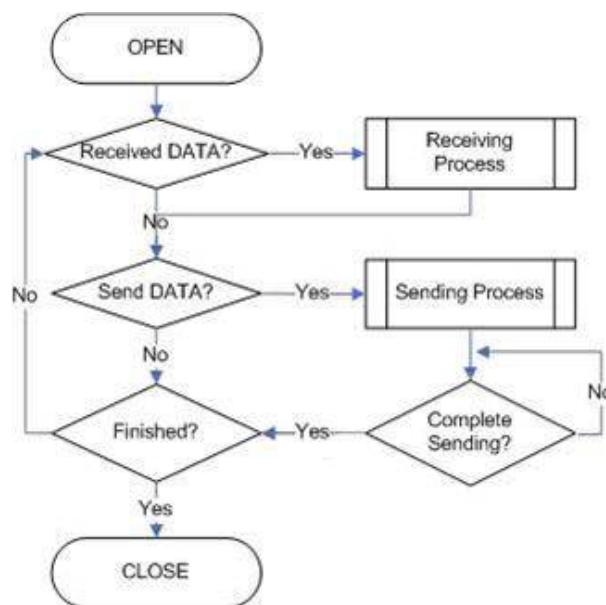 OPEN
Received DATA?
Yes
Receiving
Process
No
Send DATA?
Yes
Sending Process
No
No
Finished?
Yes
Complete
Sending?
No
Yes
CLOSE